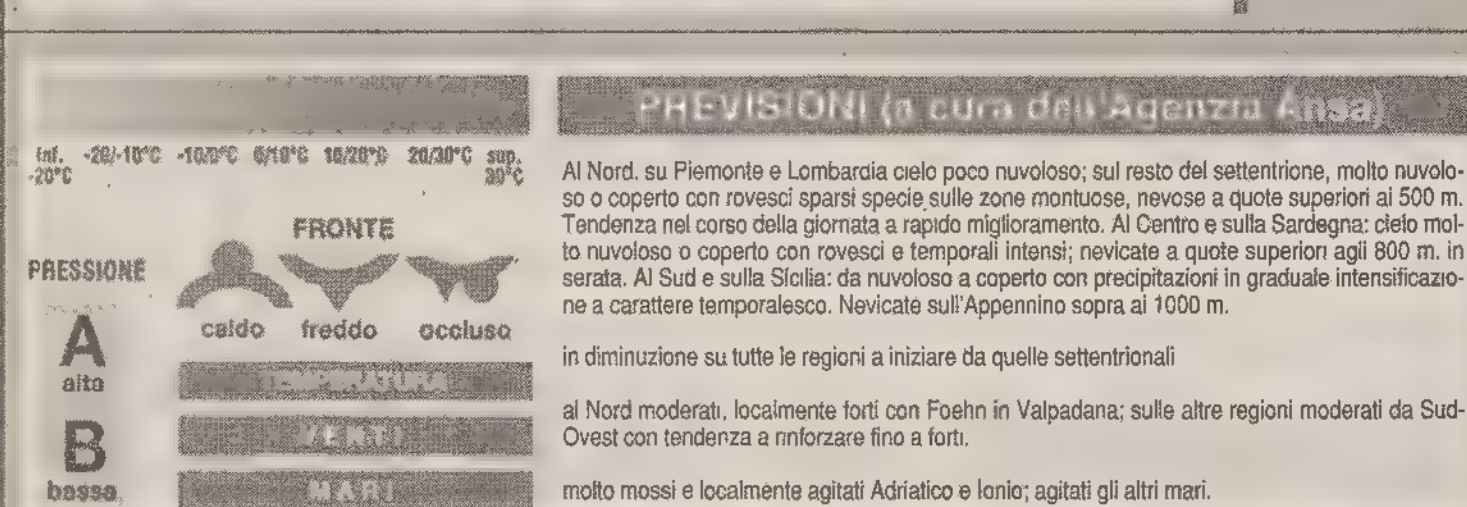 PREVISIONI (a cura dell'Agenzia Ansa)
inf. -20/-10°C -10/0°C 0/10°C 10/20°C 20/30°C sup.
-20°C 30°C
FRONTE
PRESSIONE
caldo freddo occluso
A
alta
TEMPERATURA
B
VENTI
bassa
MARI
Al Nord. su Piemonte e Lombardia cielo poco nuvoloso; sul resto del settentrione, molto nuvolo-
so o coperto con rovesci sparsi specie sulle zone montuose, nevose a quote superiori ai 500 m.
Tendenza nel corso della giornata a rapido miglioramento. Al Centro e sulla Sardegna: cielo mol-
to nuvoloso o coperto con rovesci e temporali intensi; nevicate a quote superiori agli 800 m. in
serata. Al Sud e sulla Sicilia: da nuvoloso a coperto con precipitazioni in graduale intensificazio-
ne a carattere temporalesco. Nevicate sull'Appennino sopra ai 1000 m.
in diminuzione su tutte le regioni a iniziare da quelle settentrionali
al Nord moderati, localmente forti con Foehn in Valpadana; sulle altre regioni moderati da Sud-
Ovest con tendenza a rinforzare fino a forti.
molto mossi e localmente agitati Adriatico e Ionio; agitati gli altri mari.